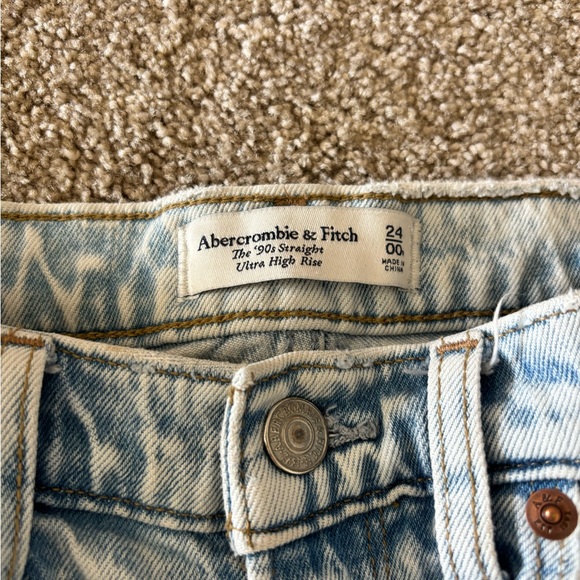 Abercrombie & Fitch
The '90s Straight
Ultra High Rise
24
00
MADE IN
CHINA